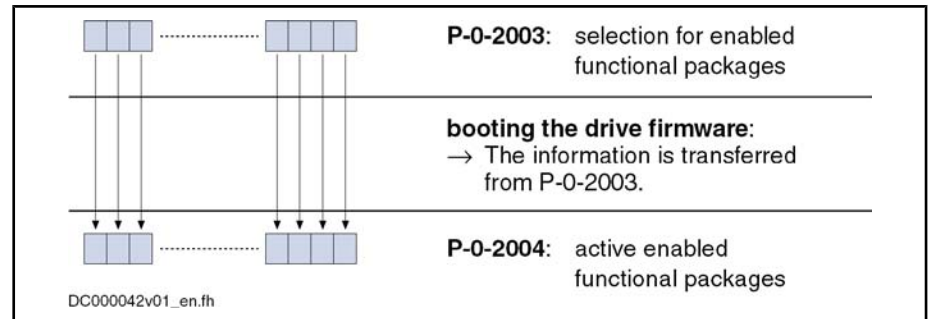 P-0-2003: selection for enabled
functional packages
booting the drive firmware:
→ The information is transferred
from P-0-2003.
P-0-2004: active enabled
functional packages
DC000042v01_en.fh